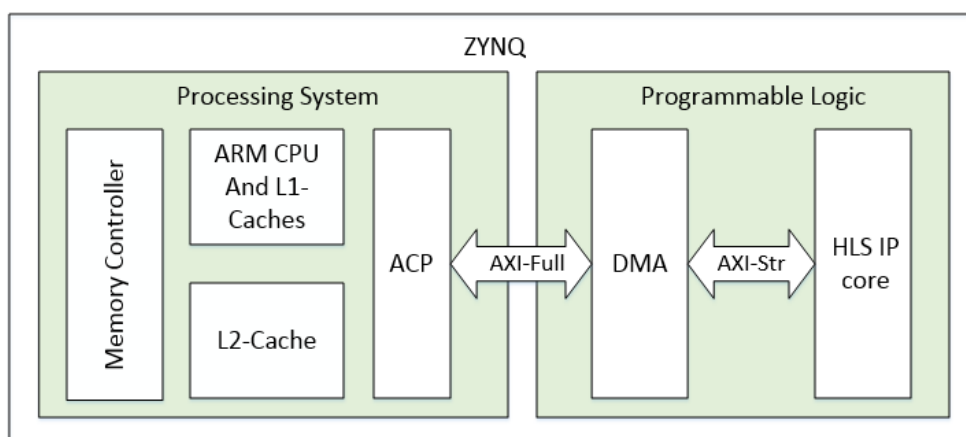 ZYNQ
Processing System
Programmable Logic
Memory Controller
ARM CPU
And L1-
Caches
L2-Cache
ACP
AXI-Full
DMA
AXI-Str
HLS IP
core